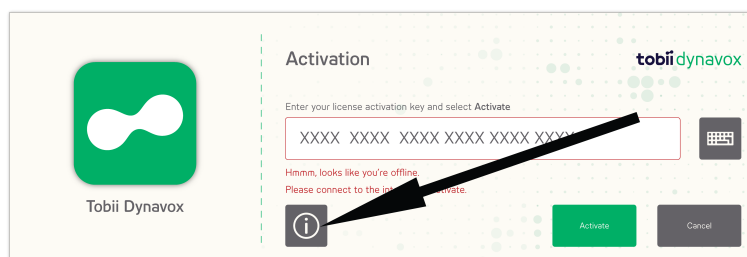 Activation
tobii dynavox
Enter your license activation key and select Activate
XXXX XXXX XXXX XXXX XXXX XXXX
Hmmm, looks like you're offline.
Please connect to the
Tobii Dynavox
Activate
Cancel